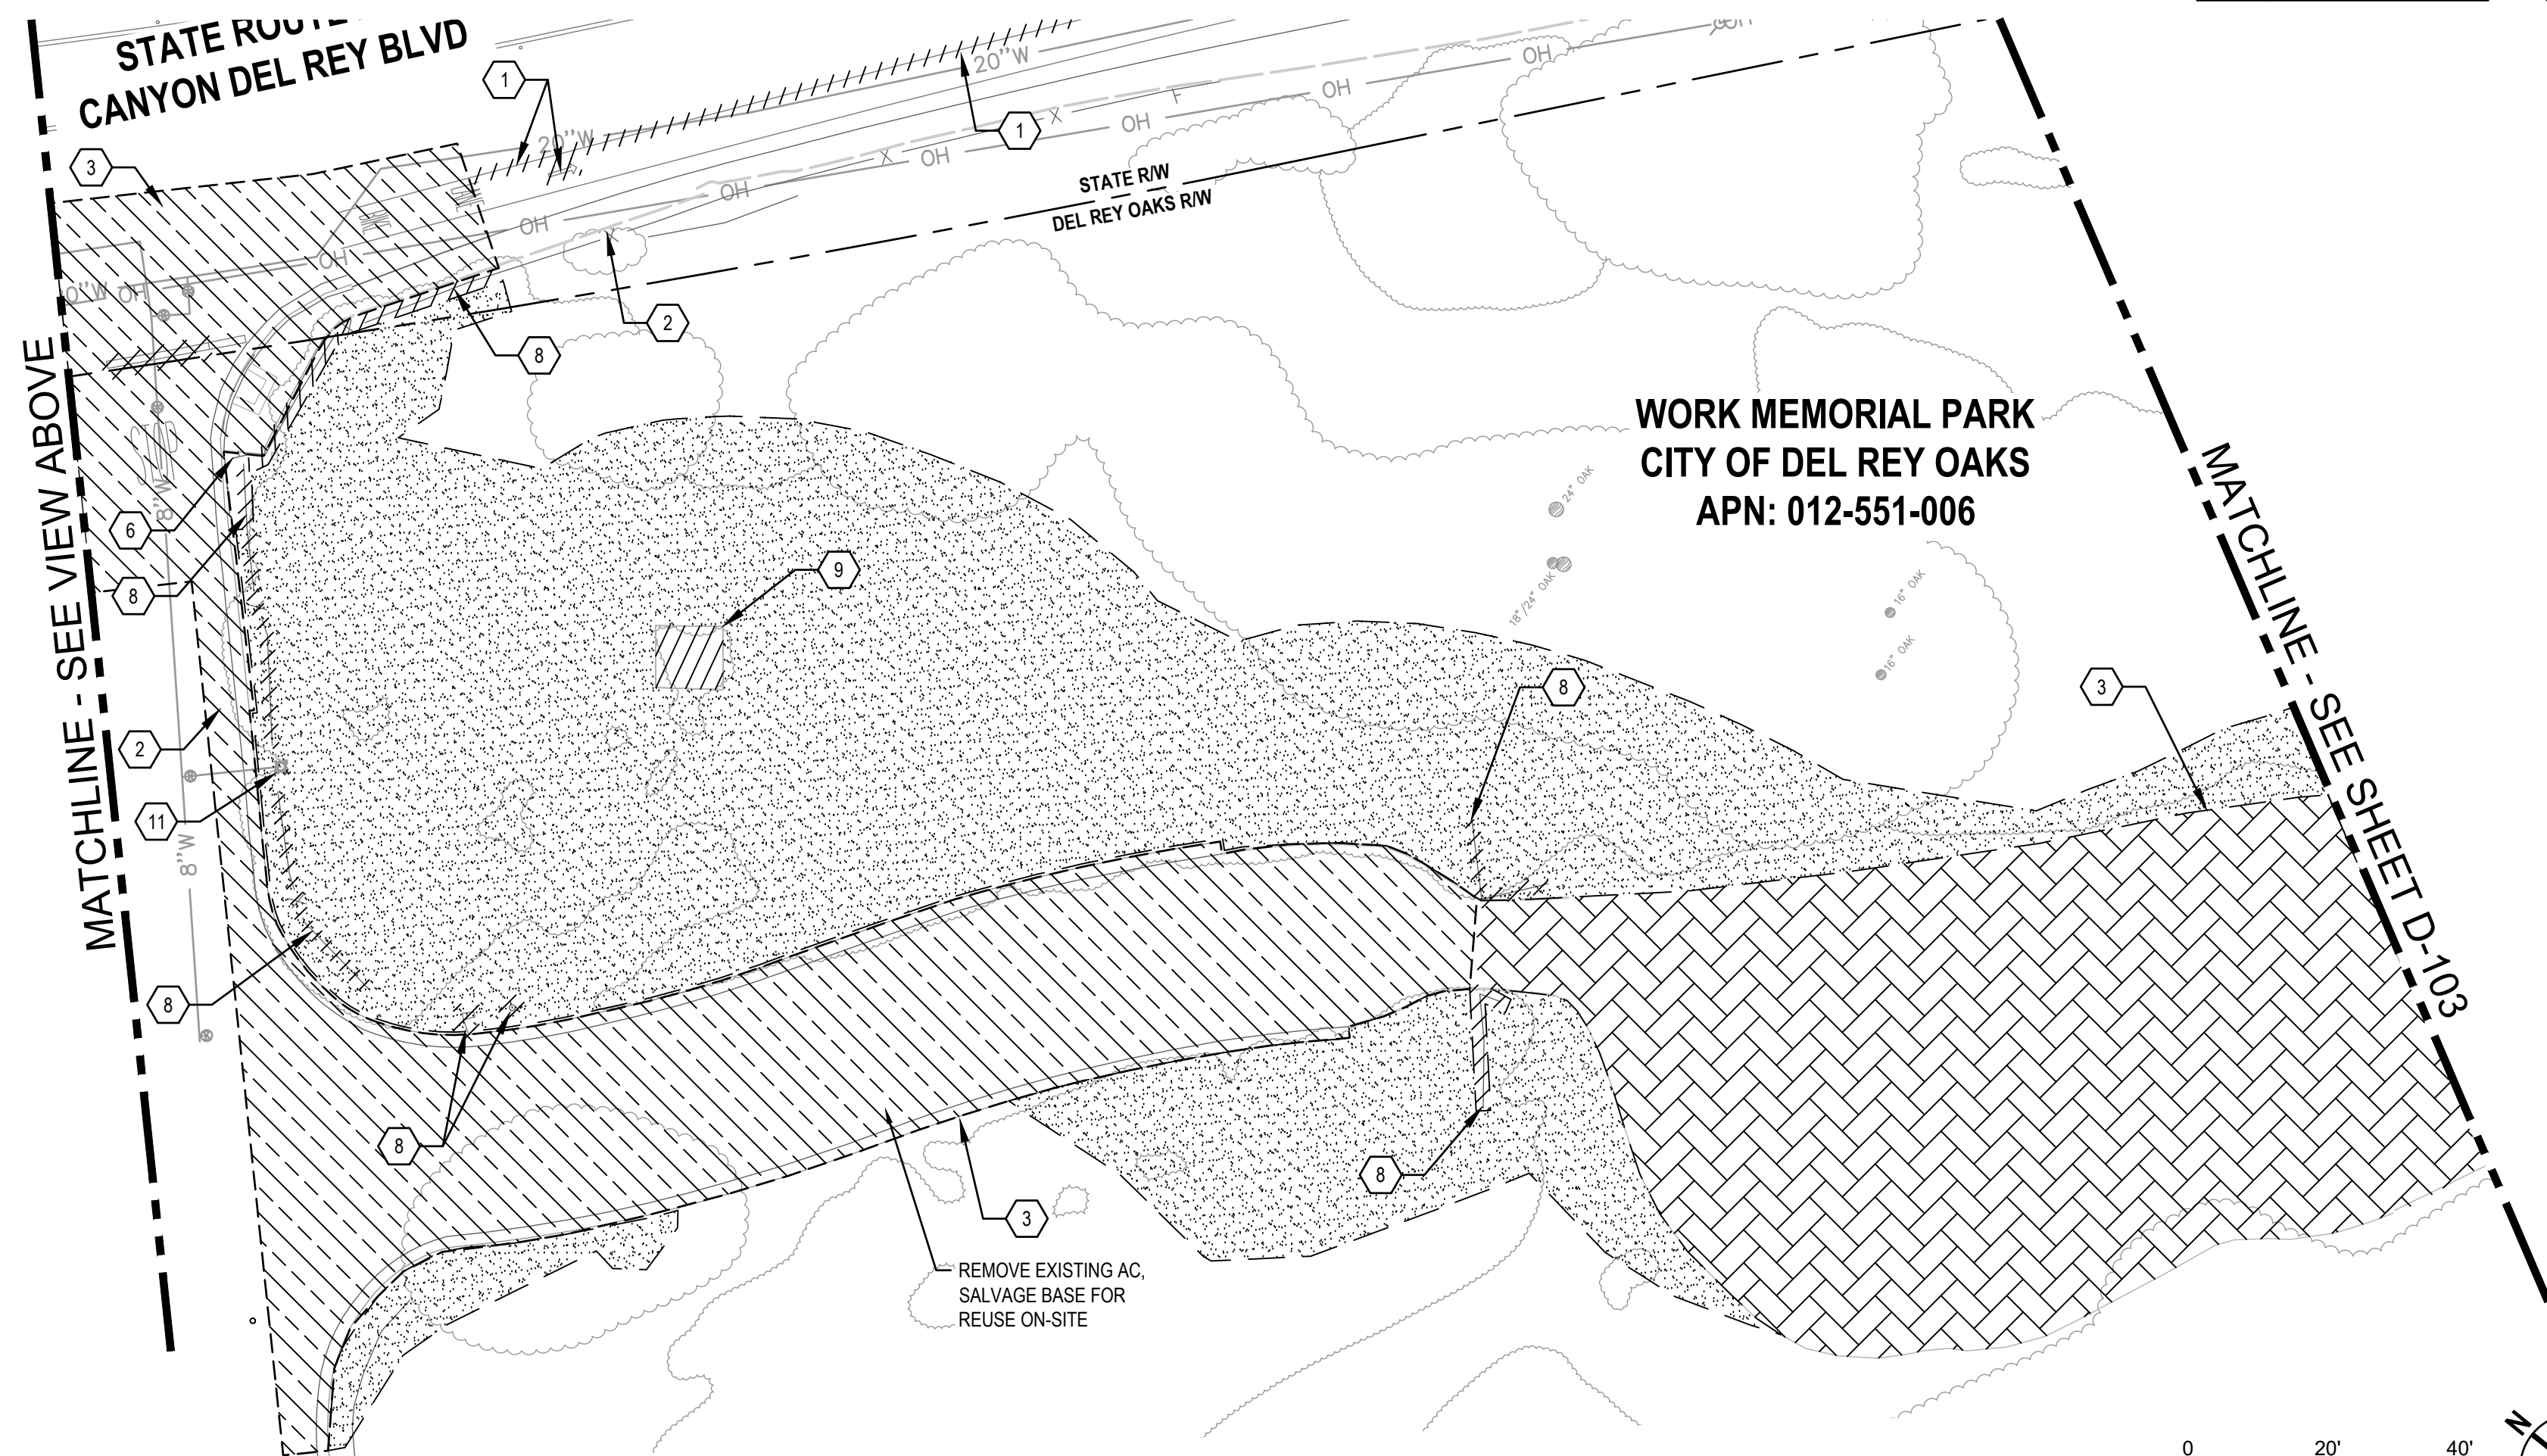 STATE ROUTE
CANYON DEL REY BLVD
1
3
20"W
20"W
1
OH
OH
OH
OH
OH
OH
OH
OH
X
X
X
STATE R/W
DEL REY OAKS R/W
0"W
2
8
WORK MEMORIAL PARK
CITY OF DEL REY OAKS
APN: 012-551-006
24" OAK
18"/24" OAK
16" OAK
16" OAK
MATCHLINE - SEE VIEW ABOVE
MATCHLINE - SEE SHEET D-103
6
8"W
8
9
8
3
2
11
8"W
8
8
8
3
REMOVE EXISTING AC,
SALVAGE BASE FOR
REUSE ON-SITE
N
0 20' 40'